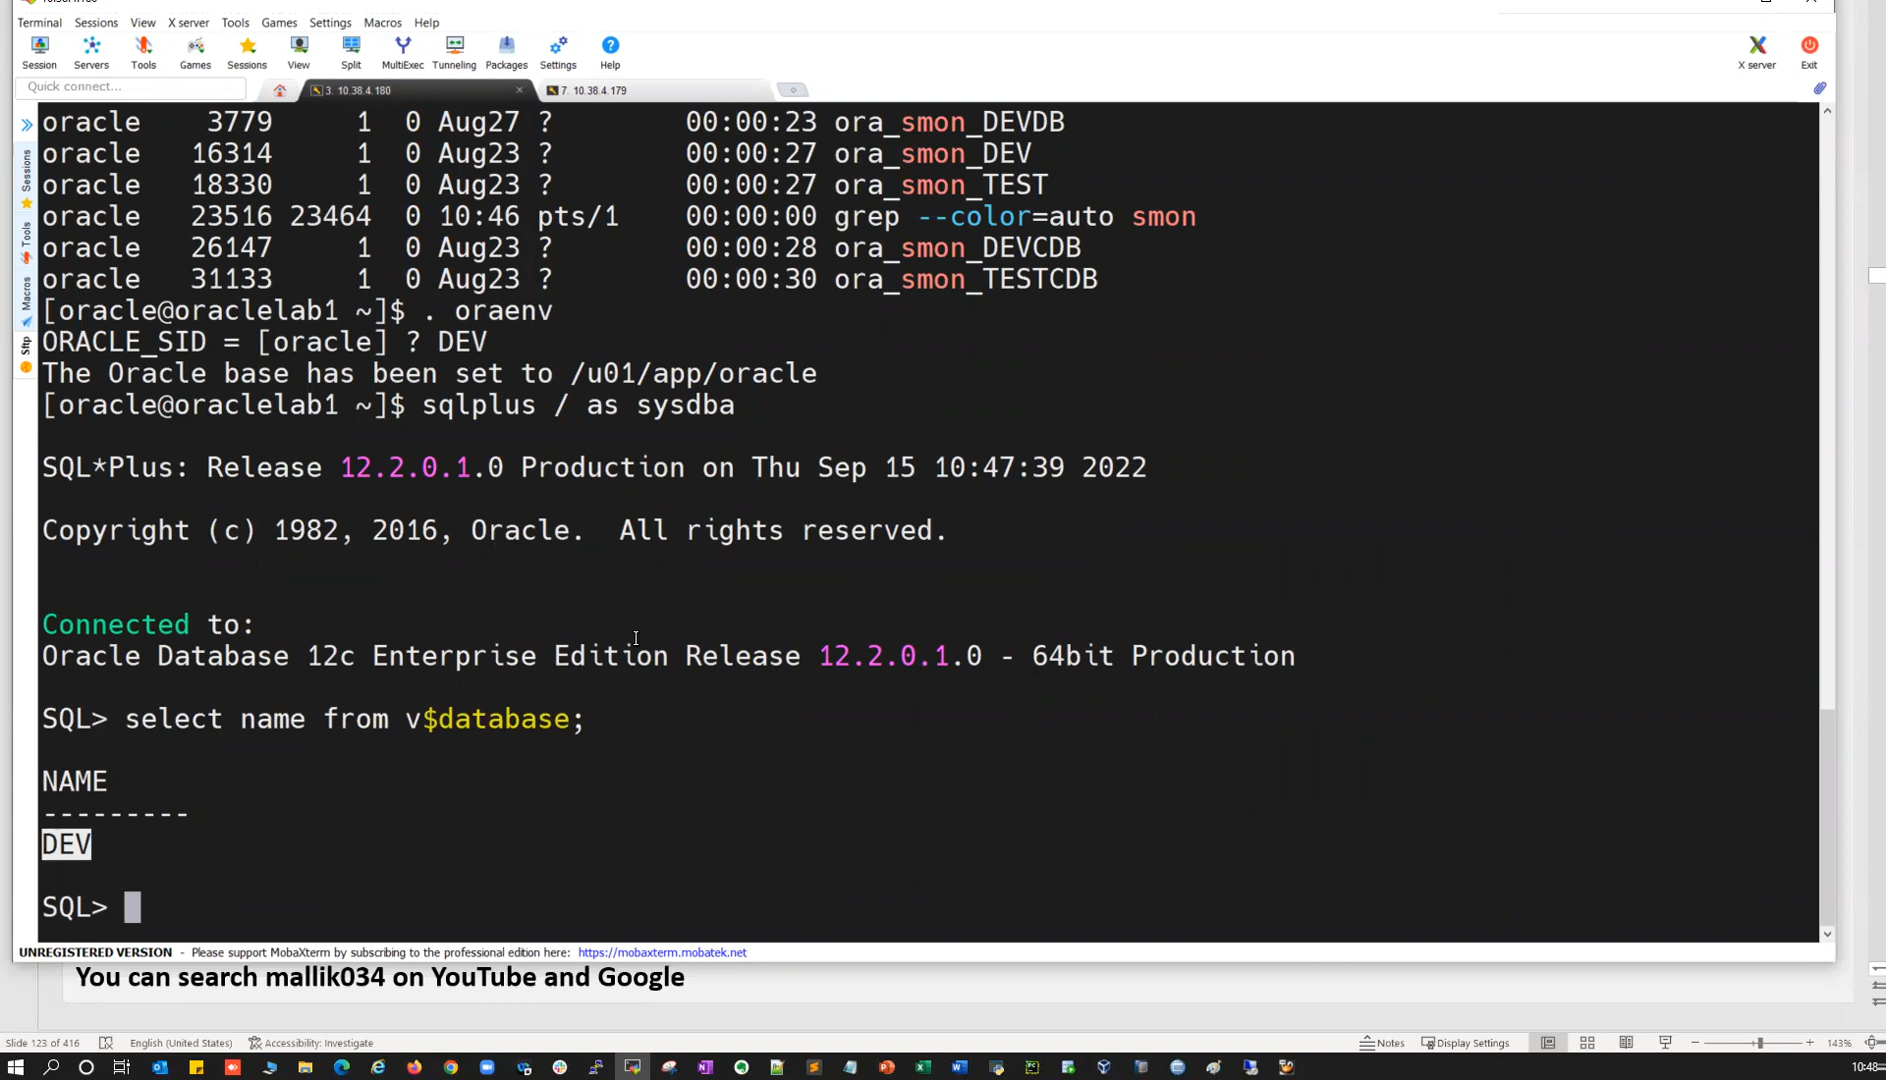 Terminal Sessions View X server Tools Games Settings Macros Help
Session Servers Tools Games Sessions View Split MultiExec Tunneling Packages Settings Help X server Exit
Quick connect... 3. 10.38.4.180 7. 10.38.4.179
Sessions
Tools
Macros
Sftp
oracle 3779 1 0 Aug27 ? 00:00:23 ora_smon_DEVDB
oracle 16314 1 0 Aug23 ? 00:00:27 ora_smon_DEV
oracle 18330 1 0 Aug23 ? 00:00:27 ora_smon_TEST
oracle 23516 23464 0 10:46 pts/1 00:00:00 grep --color=auto smon
oracle 26147 1 0 Aug23 ? 00:00:28 ora_smon_DEVCDB
oracle 31133 1 0 Aug23 ? 00:00:30 ora_smon_TESTCDB
[oracle@oraclelab1 ~]$ . oraenv
ORACLE_SID = [oracle] ? DEV
The Oracle base has been set to /u01/app/oracle
[oracle@oraclelab1 ~]$ sqlplus / as sysdba
SQL*Plus: Release 12.2.0.1.0 Production on Thu Sep 15 10:47:39 2022
Copyright (c) 1982, 2016, Oracle.  All rights reserved.
Connected to:
Oracle Database 12c Enterprise Edition Release 12.2.0.1.0 - 64bit Production
SQL> select name from v$database;
NAME
---------
DEV
SQL>
UNREGISTERED VERSION - Please support MobaXterm by subscribing to the professional edition here: https://mobaxterm.mobatek.net
You can search mallik034 on YouTube and Google
Slide 123 of 416 English (United States) Accessibility: Investigate Notes Display Settings 143%
10:48